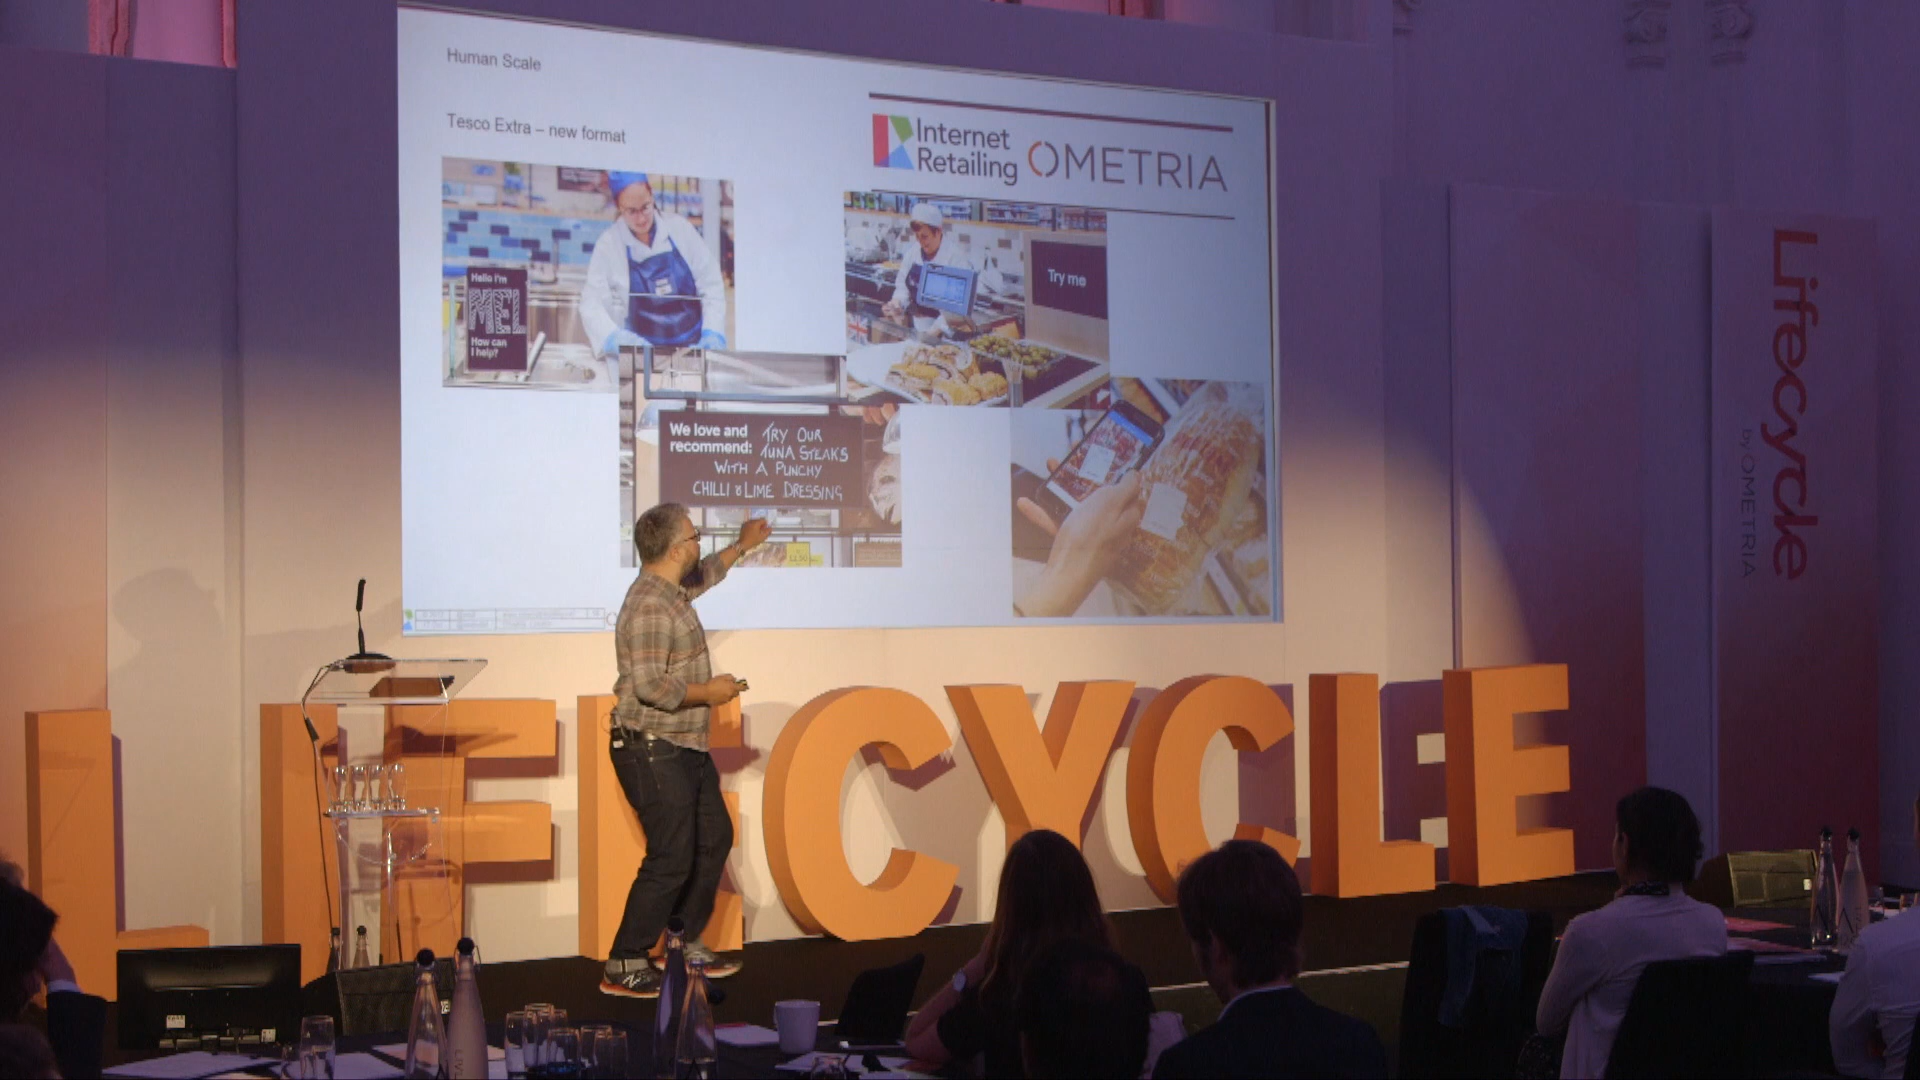 Human Scale
Tesco Extra – new format
Internet
Retailing
OMETRIA
Hello I'm
MEL
How can
I help?
Try me
We love and
recommend:
TRY OUR
TUNA STEAKS
WITH A PUNCHY
CHILLI & LIME DRESSING
LIFECYCLE
Lifecycle
by OMETRIA